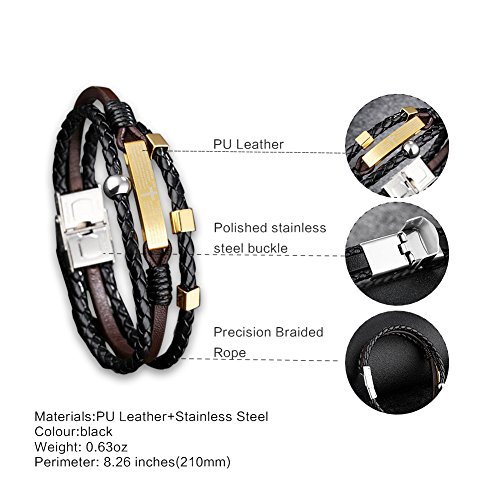 PU Leather
Polished stainless
steel buckle
Precision Braided
Rope
Materials:PU Leather+Stainless Steel
Colour:black
Weight: 0.63oz
Perimeter: 8.26 inches(210mm)